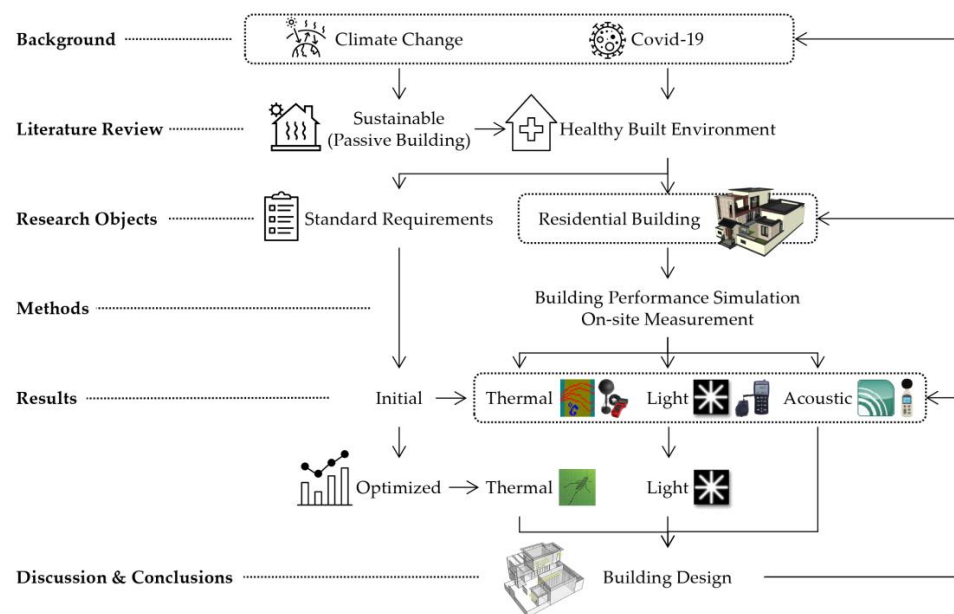 Background
Climate Change
Covid-19
Literature Review
Sustainable
(Passive Building)
Healthy Built Environment
Research Objects
Standard Requirements
Residential Building
Methods
Building Performance Simulation
On-site Measurement
Results
Initial
Thermal
Light
Acoustic
Optimized
Thermal
Light
Discussion & Conclusions
Building Design